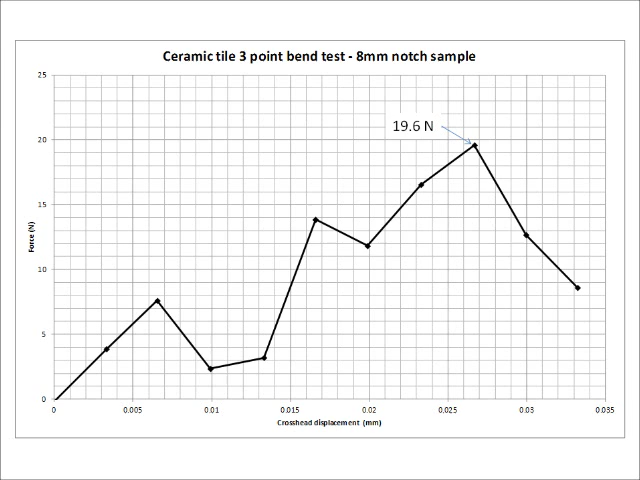 Ceramic tile 3 point bend test - 8mm notch sample
25
20
15
10
5
0
Force (N)
19.6 N
0 0.005 0.01 0.015 0.02 0.025 0.03 0.035
Crosshead displacement (mm)